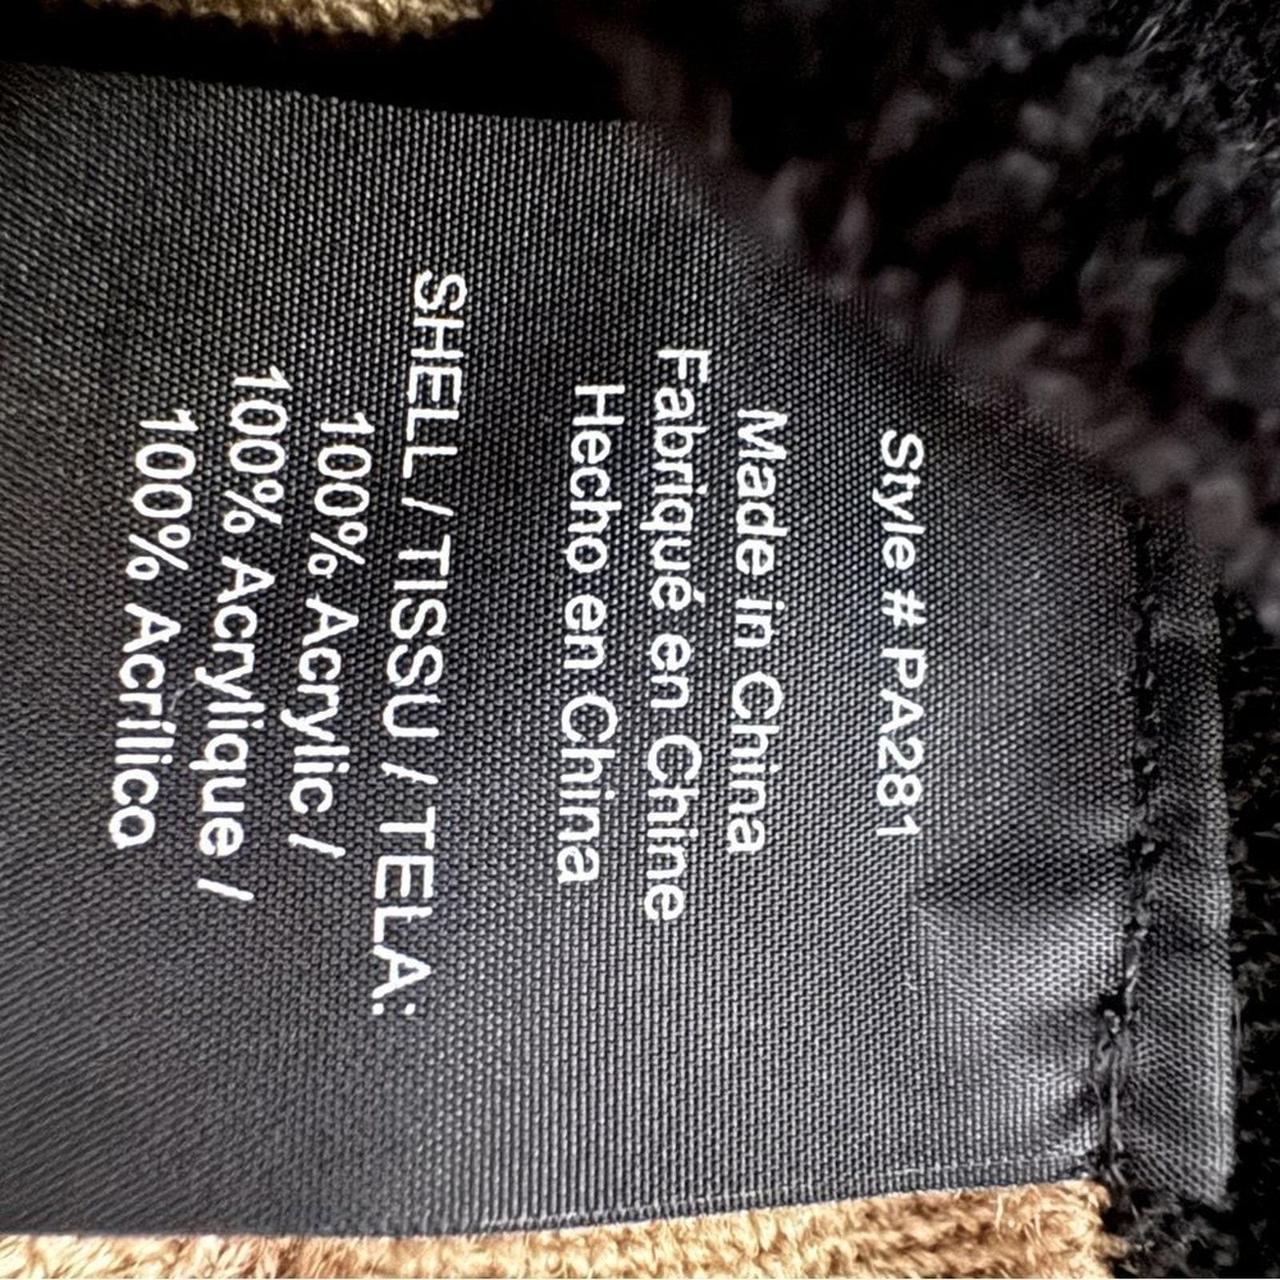 Style # PA281
Made in China
Fabriqué en Chine
Hecho en China
SHELL / TISSU / TELA:
100% Acrylic /
100% Acrylique /
100% Acrilico